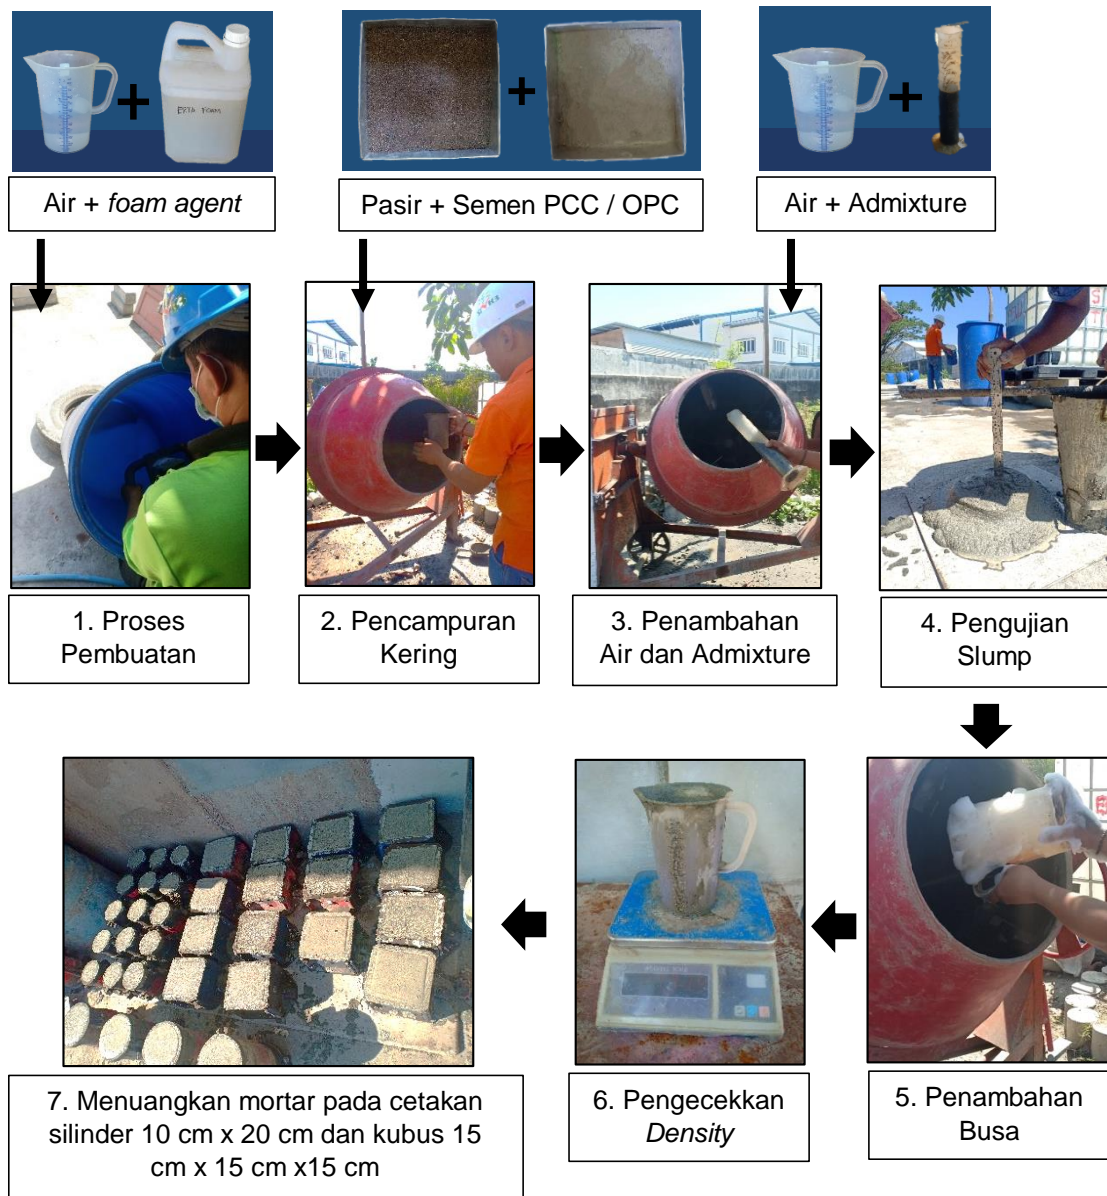 BETA FOAM
Air + foam agent
Pasir + Semen PCC / OPC
Air + Admixture
1. Proses
Pembuatan
2. Pencampuran
Kering
3. Penambahan
Air dan Admixture
4. Pengujian
Slump
7. Menuangkan mortar pada cetakan
silinder 10 cm x 20 cm dan kubus 15
cm x 15 cm x15 cm
6. Pengecekkan
Density
5. Penambahan
Busa